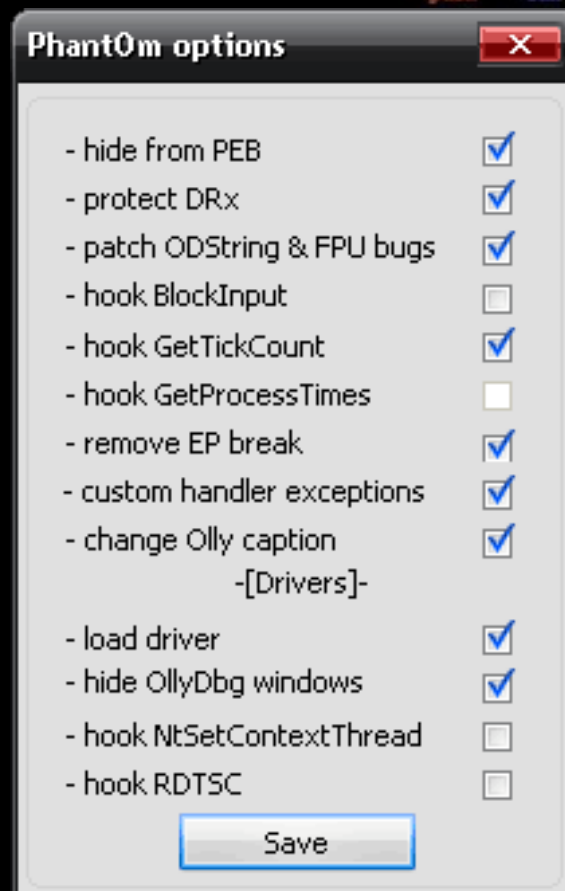 PhantOm options
- hide from PEB
- protect DRx
- patch ODString & FPU bugs
- hook BlockInput
- hook GetTickCount
- hook GetProcessTimes
- remove EP break
- custom handler exceptions
- change Olly caption
-[Drivers]-
- load driver
- hide OllyDbg windows
- hook NtSetContextThread
- hook RDTSC
Save